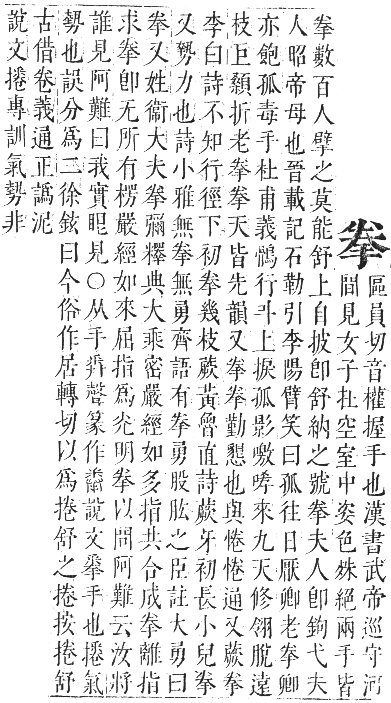 拳
區員切音權握手也漢書武帝巡守河
間見女子在空室中姿色殊絕兩手皆
拳數百人擘之莫能舒上自披卽舒納之號拳夫人卽鉤弋夫
人昭帝母也晉載記石勒引李陽臂笑曰孤往日厭卿老拳卿
亦飽孤毒手杜甫義鶻行斗上捩孤影噭哮來九天修翎脫遠
枝巨顙折老拳拳天皆先韻又拳拳勤懇也與惓惓通又蕨拳
李白詩不知行徑下初拳幾枝蕨黃魯直詩蕨牙初長小兒拳
又勢力也詩小雅無拳無勇齊語有拳勇股肱之臣註大勇曰
拳又姓衞大夫拳彌釋典大乘密嚴經如多指共合成拳離指
求拳卽无所有楞嚴經如來屈指爲光明拳以問阿難云汝將
誰見阿難曰我實眼見○从手聲篆作說文手也捲氣
勢也誤分爲二徐鉉曰今俗作居轉切以爲捲舒之捲按捲舒
古借卷義通正譌泥
說文捲專訓氣勢非